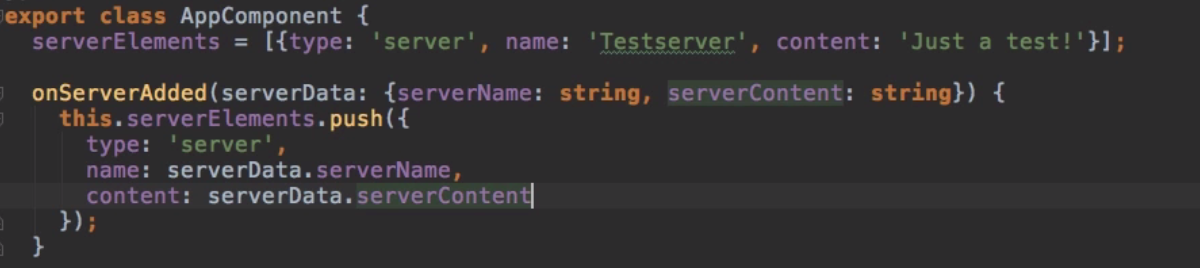 export class AppComponent {
serverElements = [{type: 'server', name: 'Testserver', content: 'Just a test!'}];
onServerAdded(serverData: {serverName: string, serverContent: string}) {
this.serverElements.push({
type: 'server',
name: serverData.serverName,
content: serverData.serverContent
});
}